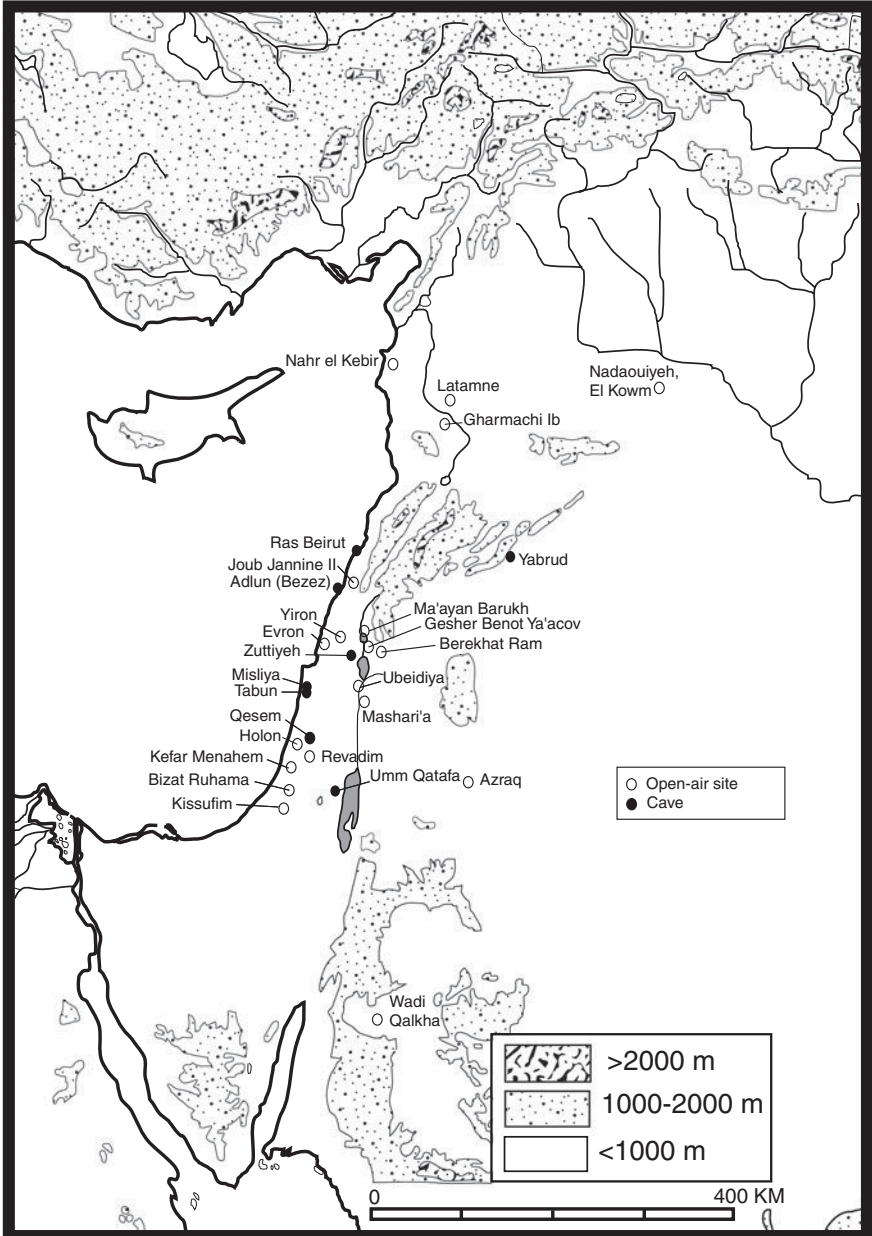 Nahr el Kebir
Latamne
Nadaouiyeh,
El Kowm
Gharmachi Ib
Ras Beirut
Joub Jannine II
Adlun (Bezez)
Yabrud
Yiron
Evron
Zuttiyeh
Ma'ayan Barukh
Gesher Benot Ya'acov
Berekhat Ram
Misliya
Tabun
Ubeidiya
Mashari'a
Qesem
Holon
Kefar Menahem
Revadim
Bizat Ruhama
Kissufim
Umm Qatafa
Azraq
Open-air site
Cave
Wadi
Qalkha
>2000 m
1000-2000 m
<1000 m
0
400 KM